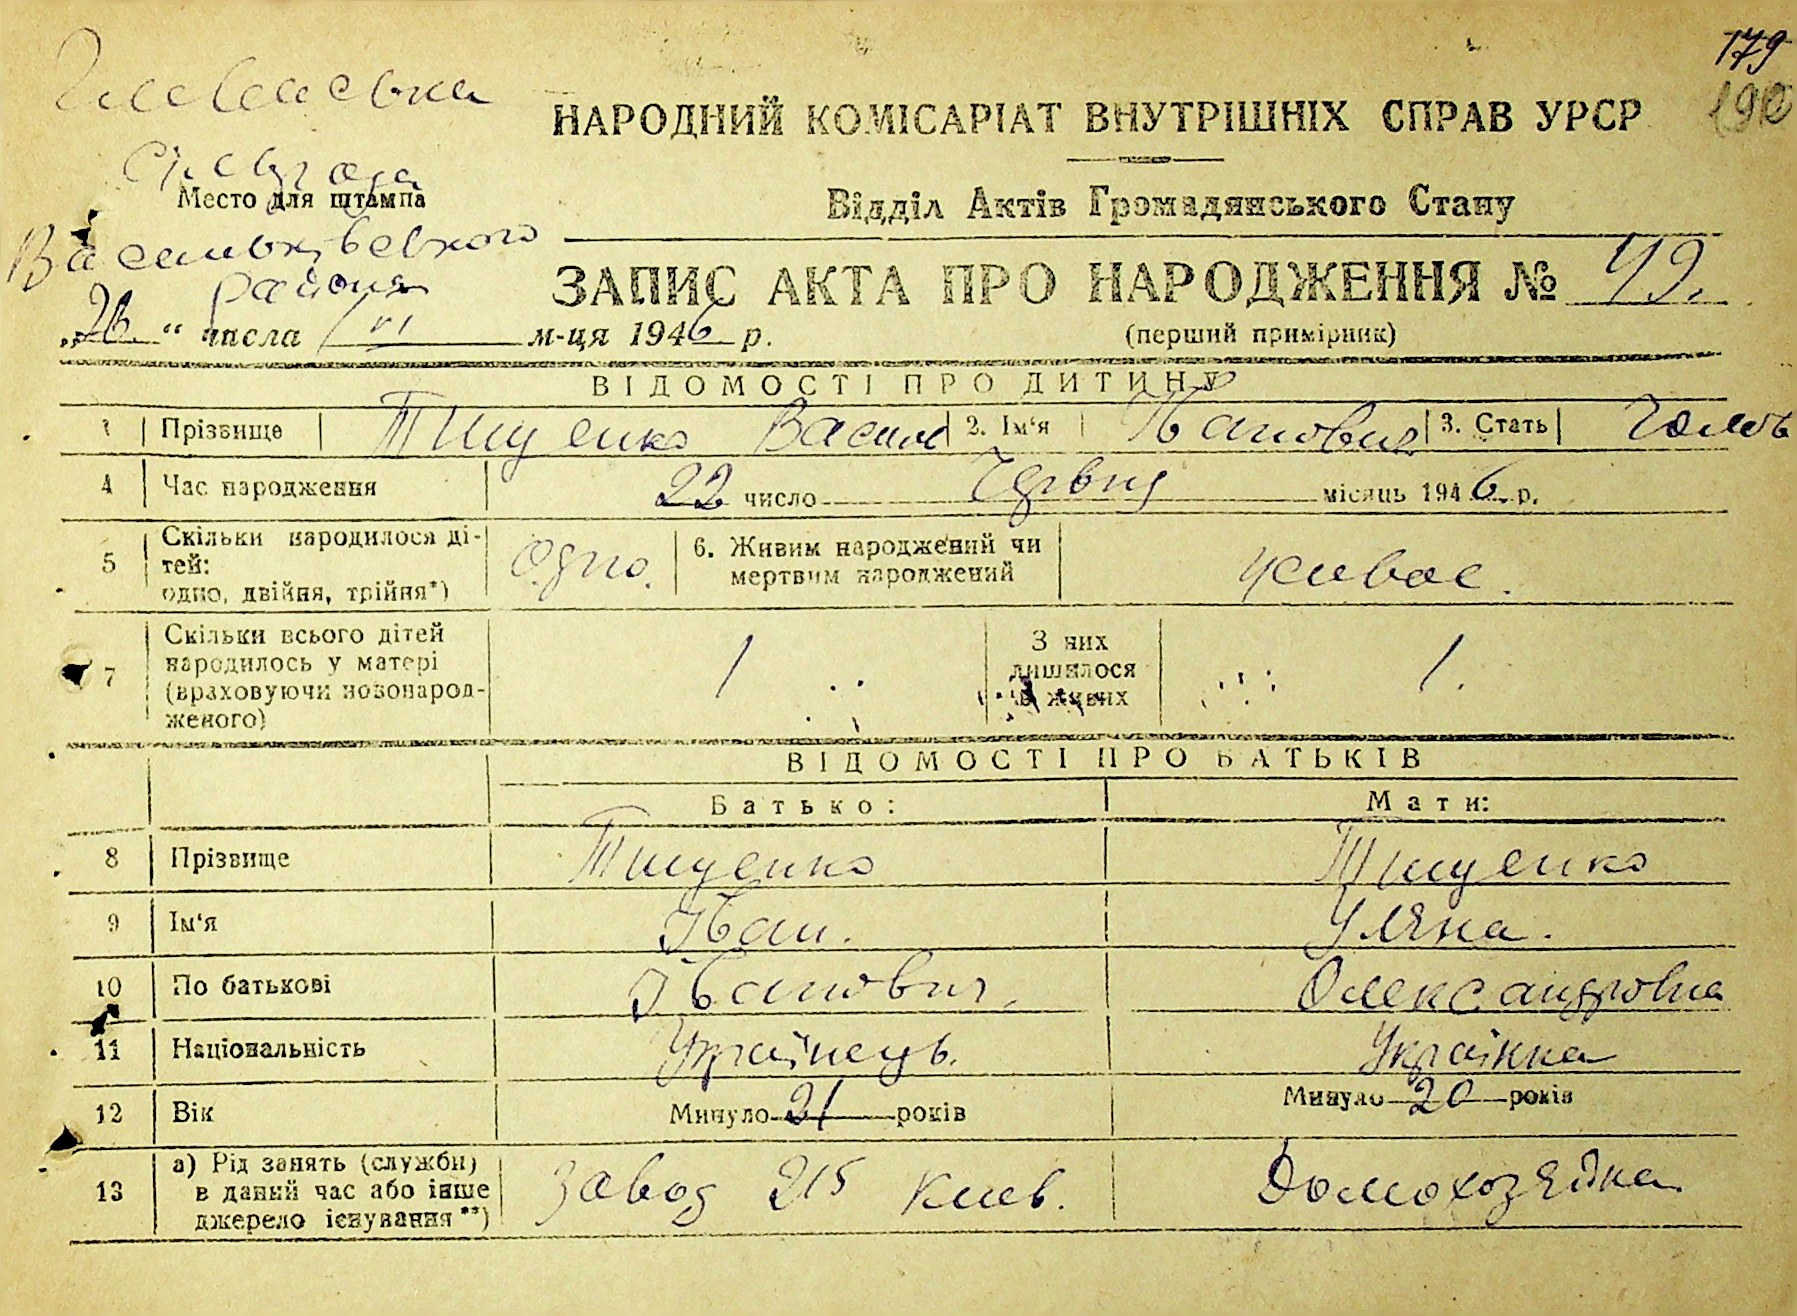 179
190
Глеваська
сільрада
Место для штампа
Васильківського
района
НАРОДНИЙ КОМІСАРІАТ ВНУТРІШНІХ СПРАВ УРСР
Відділ Актів Громадянського Стану
ЗАПИС АКТА ПРО НАРОДЖЕННЯ № 49.
„26.“ числа VI м-ця 1946 р.
(перший примірник)
ВІДОМОСТІ ПРО ДИТИНУ
1 Прізвище Тищенко Василь 2. Ім'я Іванович 3. Стать Чолов
4 Час народження 22 число Червня місяць 1946. р.
5 Скільки народилося дітей: одно, двійня, трійня*) Одно. 6. Живим народжений чи мертвим народжений живое.
7 Скільки всього дітей народилось у матері (враховуючи новонародженого) 1 З них лишилося в живих 1.
ВІДОМОСТІ ПРО БАТЬКІВ
Батько: Мати:
8 Прізвище Тищенко Тищенко
9 Ім'я Іван. Уляна.
10 По батькові Іванович. Олександровна
11 Національність Українець. Українка
12 Вік Минуло 21 років Минуло 20 років
13 а) Рід занять (служби) в даний час або інше джерело існування**) Завод 215 Киев. Домохозяйка